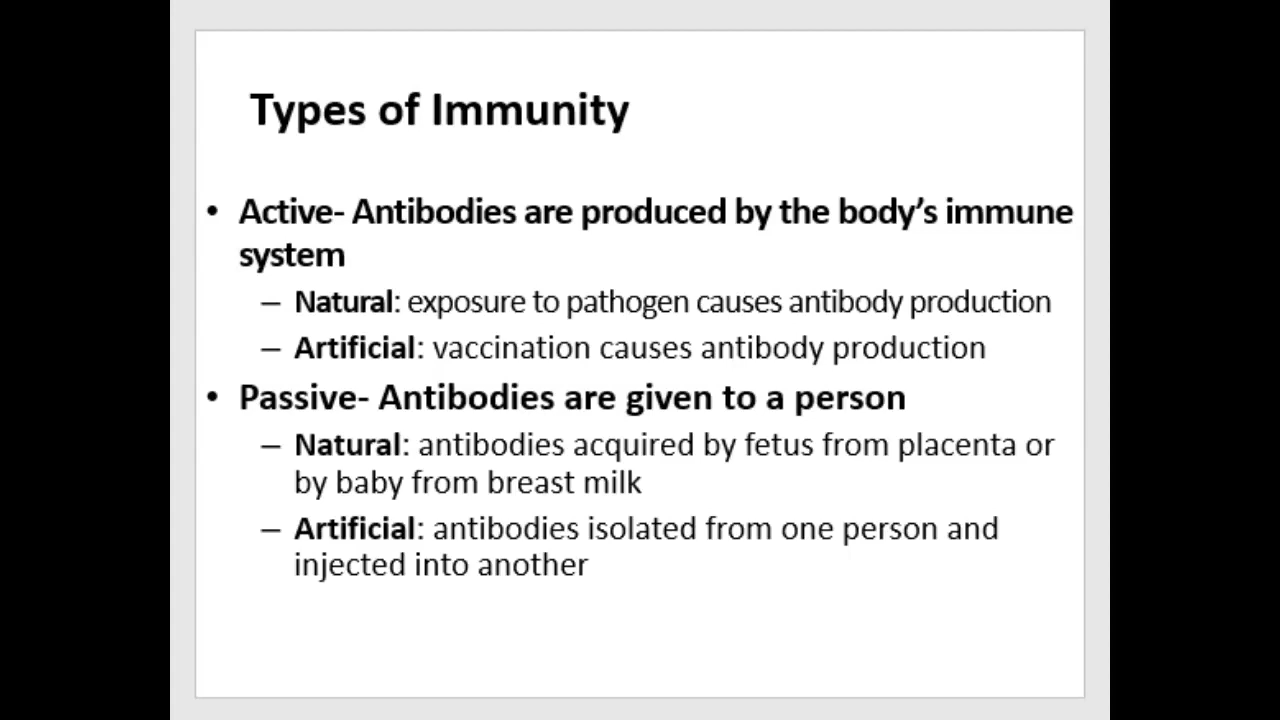 Types of Immunity
• Active- Antibodies are produced by the body’s immune
system
– Natural: exposure to pathogen causes antibody production
– Artificial: vaccination causes antibody production
• Passive- Antibodies are given to a person
– Natural: antibodies acquired by fetus from placenta or
by baby from breast milk
– Artificial: antibodies isolated from one person and
injected into another